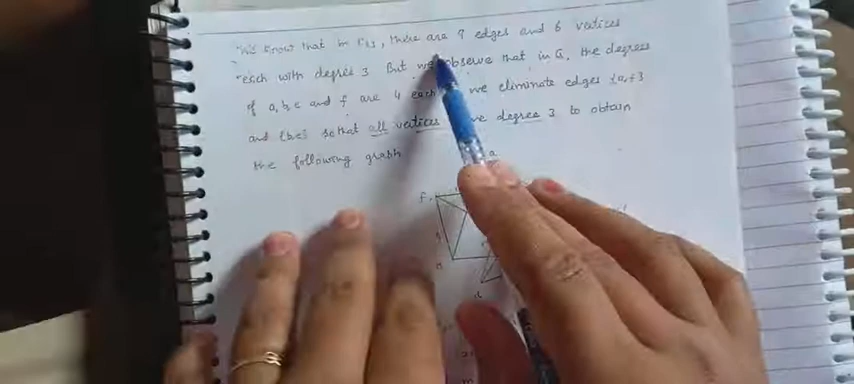 We know that in K3,3, there are 9 edges and 6 vertices
each with degree 3 But we observe that in G, the degrees
of a, b, c and f are 4 each we eliminate edges {a,f}
and {b,c} so that all vertices degree 3 to obtain
the following graph
a
f
d